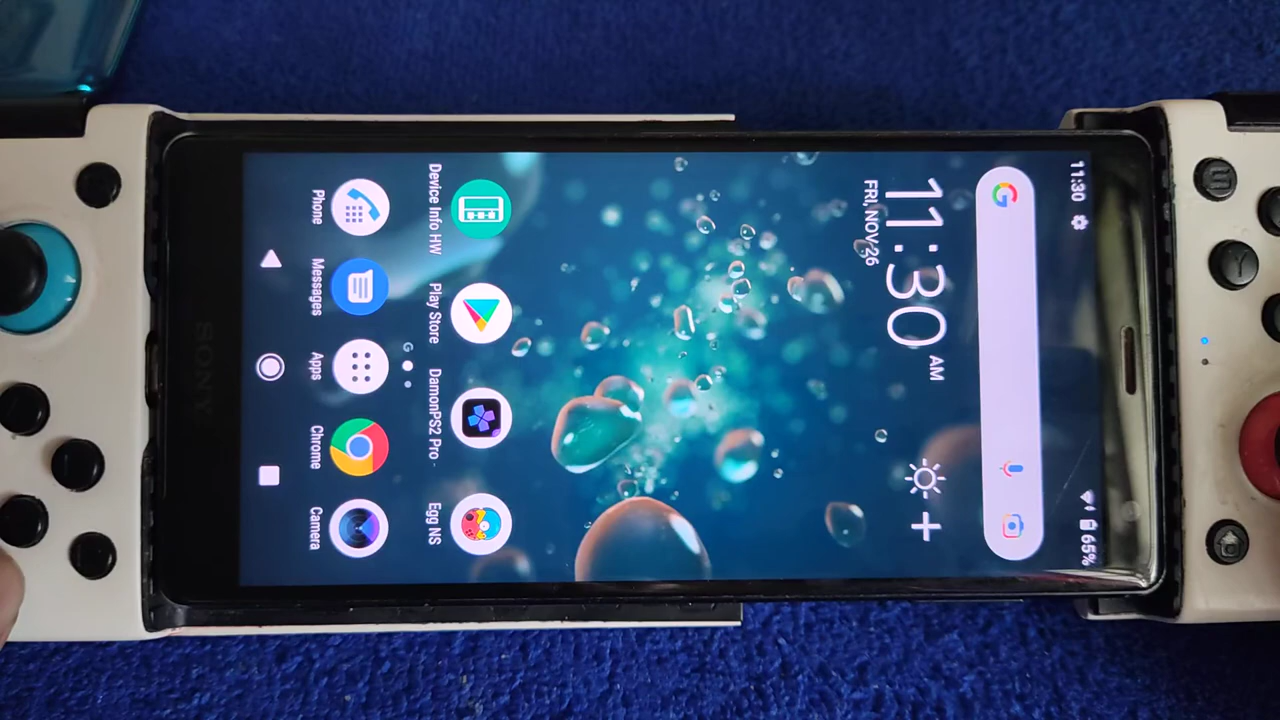 11:30
65%
11:30 AM
FRI, NOV 26
Device Info HW
Play Store
DamonPS2 Pro -
Egg NS
G
Phone
Messages
Apps
Chrome
Camera
SONY
Y